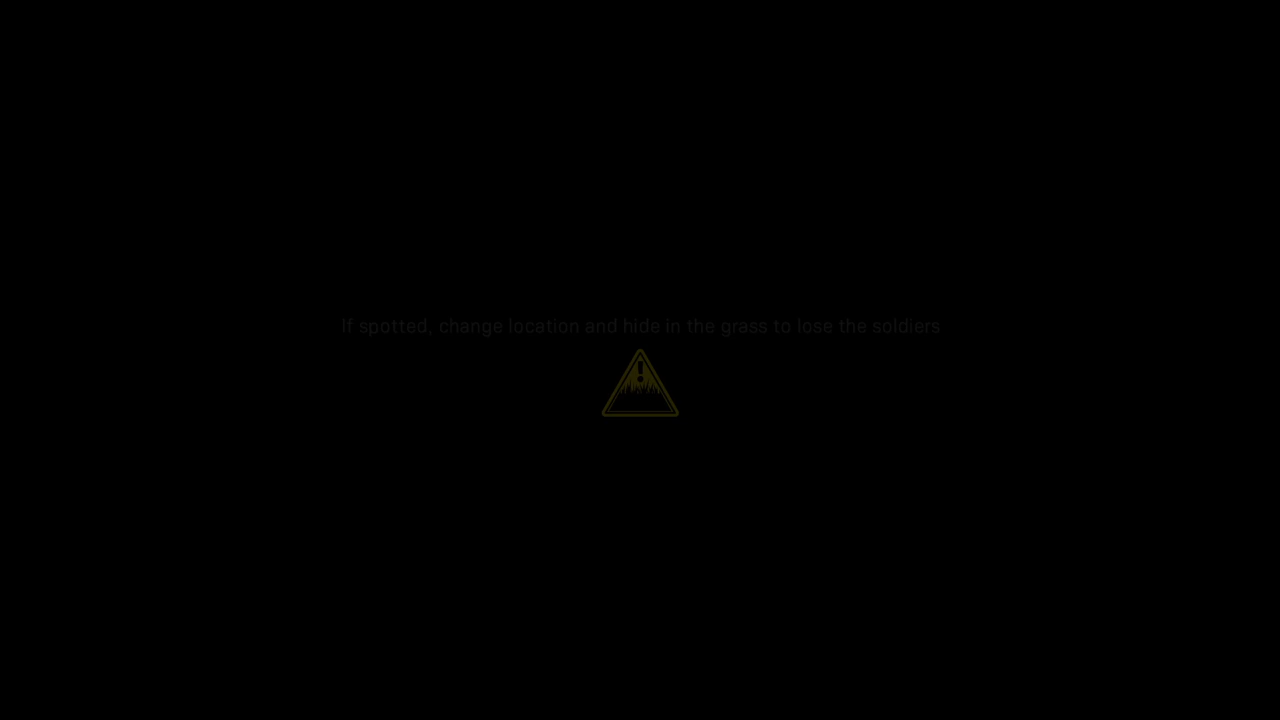 If spotted, change location and hide in the grass to lose the soldiers